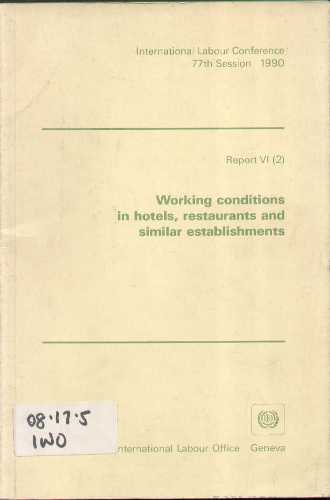 International Labour Conference
77th Session 1990
Report VI (2)
Working conditions
in hotels, restaurants and
similar establishments
08.17.5
IWO
International Labour Office Geneva